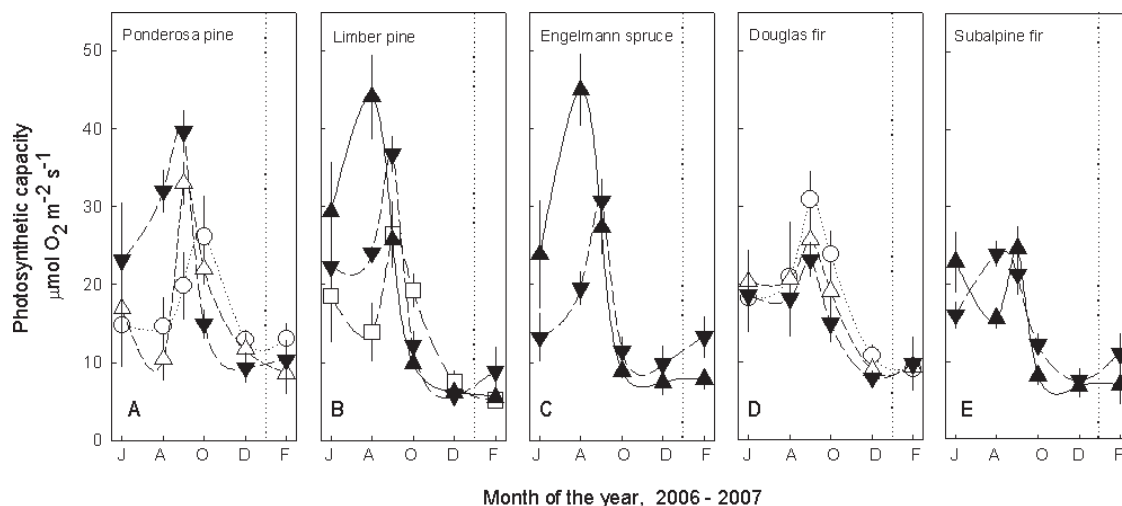 Ponderosa pine
Limber pine
Engelmann spruce
Douglas fir
Subalpine fir
Photosynthetic capacity
µmol O₂ m⁻² s⁻¹
50
40
30
20
10
0
A
B
C
D
E
J A O D F
J A O D F
J A O D F
J A O D F
J A O D F
Month of the year, 2006 - 2007